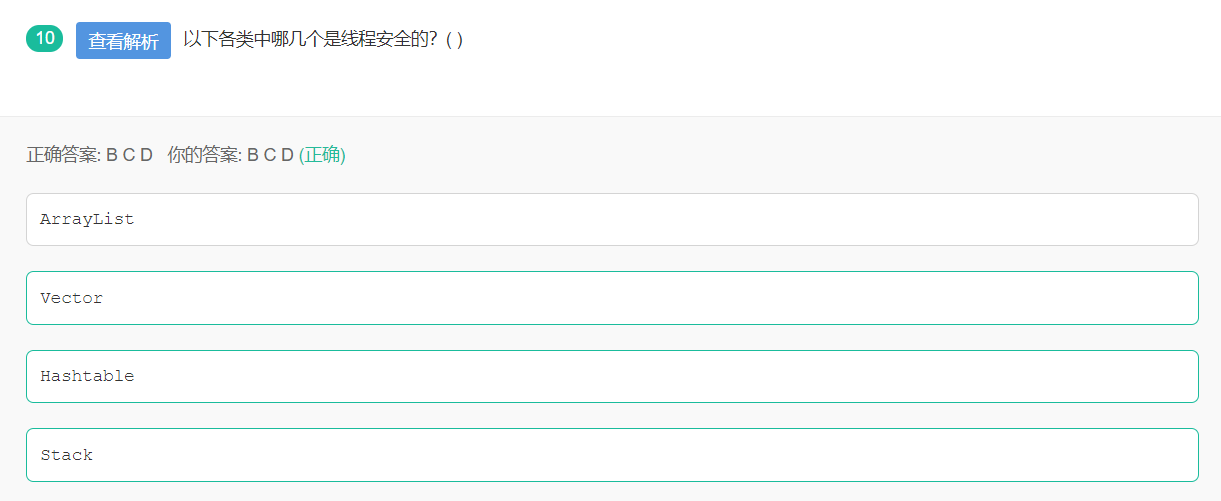 10 查看解析 以下各类中哪几个是线程安全的?( )
正确答案: B C D 你的答案: B C D (正确)
ArrayList
Vector
Hashtable
Stack